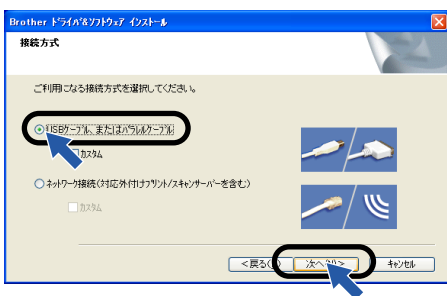 Brother ドライバ&ソフトウェア インストール
接続方式
ご利用になる接続方式を選択してください。
USBケーブル、またはパラレルケーブル
カスタム
ネットワーク接続(対応外付けプリント/スキャンサーバーを含む)
カスタム
<戻る( 次へ(N)> キャンセル